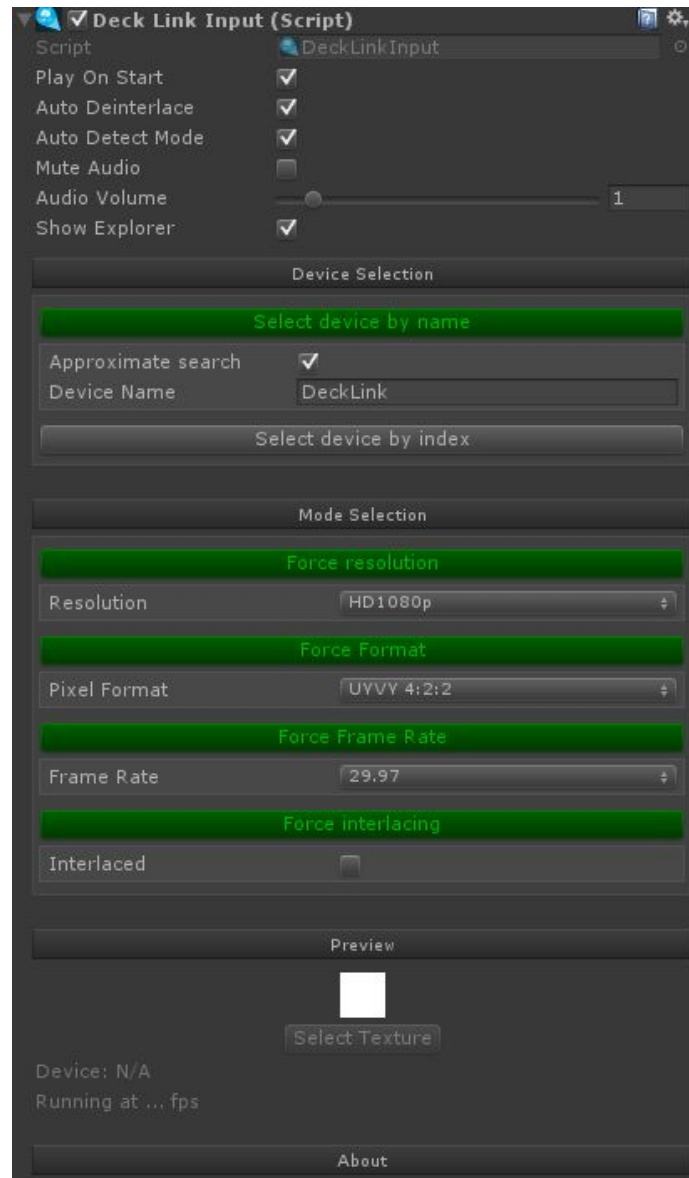 Deck Link Input (Script)
Script DeckLinkInput
Play On Start
Auto Deinterlace
Auto Detect Mode
Mute Audio
Audio Volume 1
Show Explorer
Device Selection
Select device by name
Approximate search
Device Name DeckLink
Select device by index
Mode Selection
Force resolution
Resolution HD1080p
Force Format
Pixel Format UYVY 4:2:2
Force Frame Rate
Frame Rate 29.97
Force interlacing
Interlaced
Preview
Select Texture
Device: N/A
Running at ... fps
About